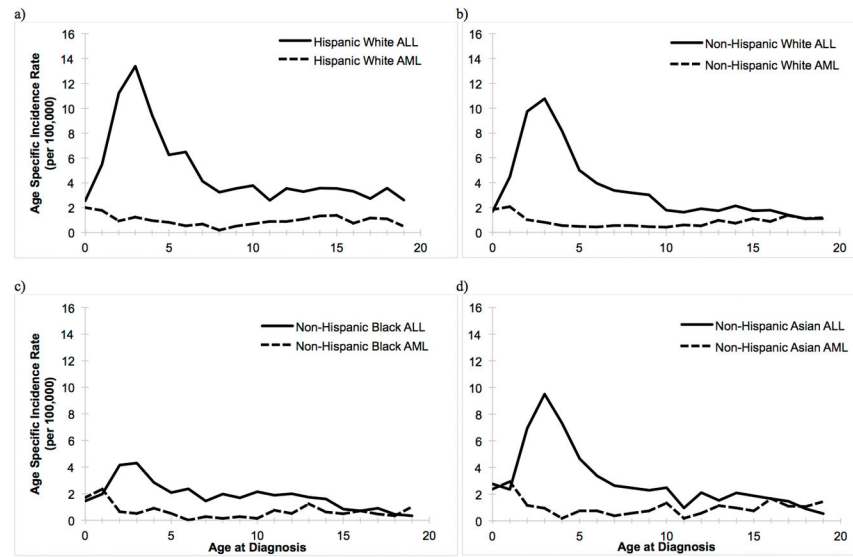 a)
Age Specific Incidence Rate
(per 100,000)
16
14
12
10
8
6
4
2
0
Hispanic White ALL
Hispanic White AML
0 5 10 15 20
b)
16
14
12
10
8
6
4
2
0
Non-Hispanic White ALL
Non-Hispanic White AML
0 5 10 15 20
c)
Age Specific Incidence Rate
(per 100,000)
16
14
12
10
8
6
4
2
0
Non-Hispanic Black ALL
Non-Hispanic Black AML
0 5 10 15 20
Age at Diagnosis
d)
16
14
12
10
8
6
4
2
0
Non-Hispanic Asian ALL
Non-Hispanic Asian AML
0 5 10 15 20
Age at Diagnosis